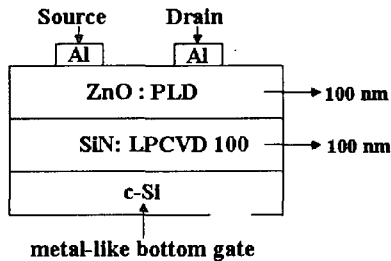 Source Drain
Al Al
ZnO : PLD
100 nm
SiN: LPCVD 100
100 nm
c-Si
metal-like bottom gate